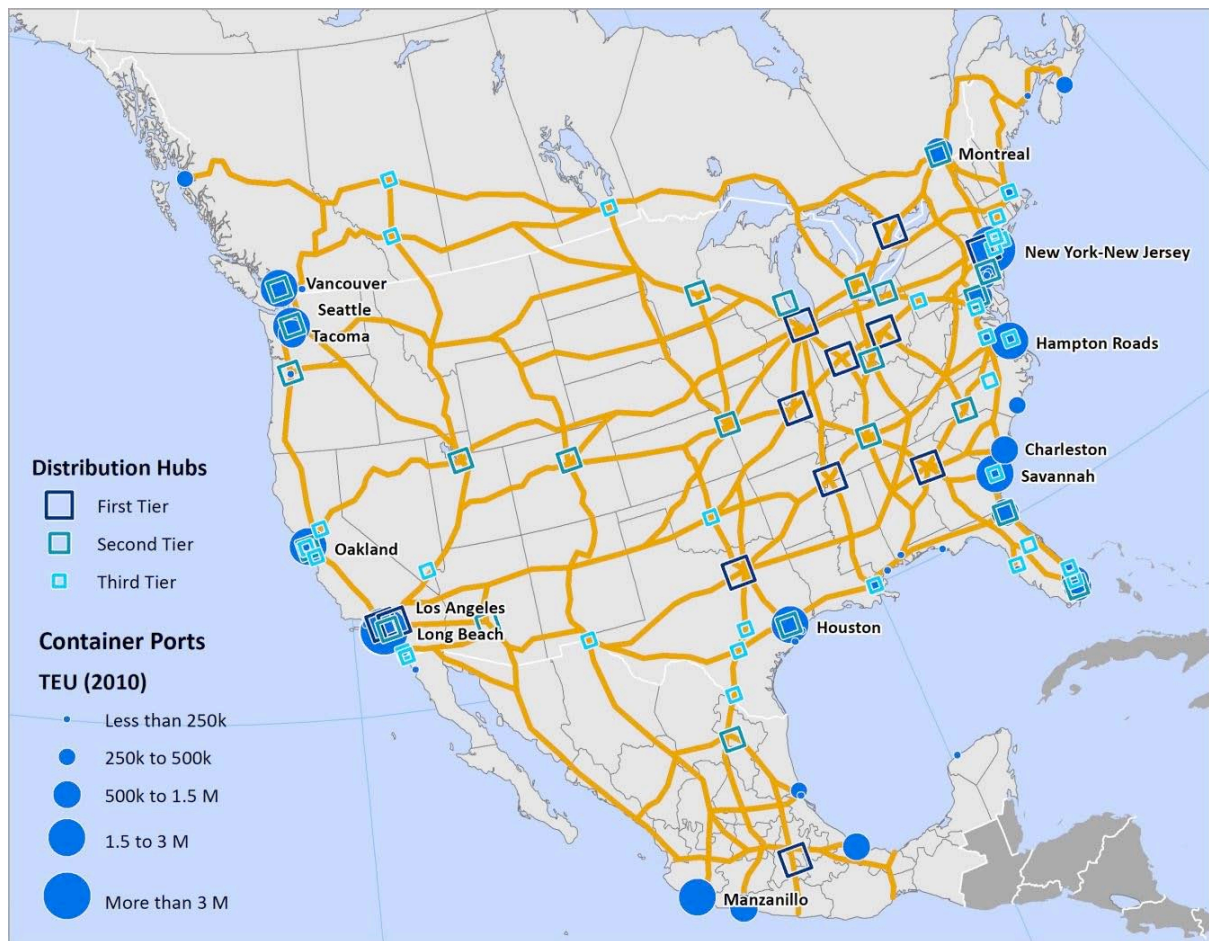 Montreal
New York-New Jersey
Vancouver
Seattle
Tacoma
Hampton Roads
Charleston
Savannah
Oakland
Los Angeles
Long Beach
Houston
Manzanillo
Distribution Hubs
First Tier
Second Tier
Third Tier
Container Ports
TEU (2010)
Less than 250k
250k to 500k
500k to 1.5 M
1.5 to 3 M
More than 3 M